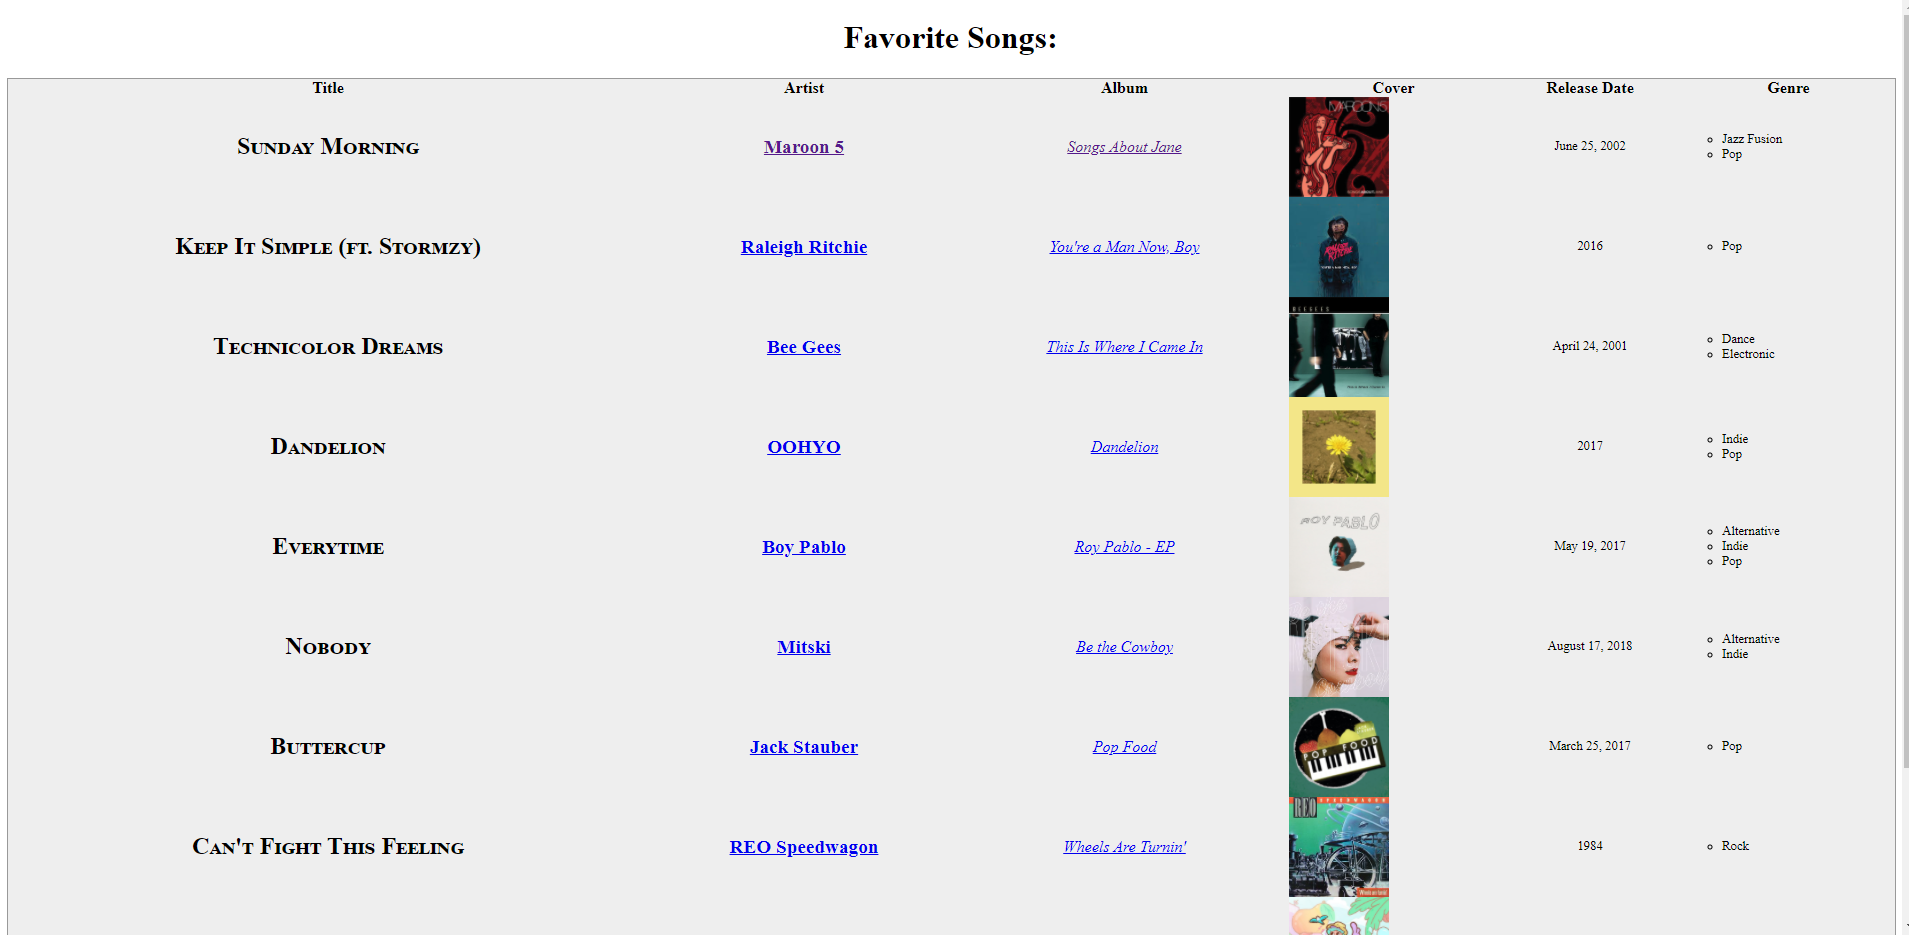 Favorite Songs:
Title Artist Album Cover Release Date Genre
Sunday Morning Maroon 5 Songs About Jane June 25, 2002 Jazz Fusion
Pop
MAROON5
Keep It Simple (ft. Stormzy) Raleigh Ritchie You're a Man Now, Boy 2016 Pop
RALEIGH
RITCHIE
BEEGEES
Technicolor Dreams Bee Gees This Is Where I Came In April 24, 2001 Dance
Electronic
Dandelion OOHYO Dandelion 2017 Indie
Pop
ROY PABLO
Everytime Boy Pablo Roy Pablo - EP May 19, 2017 Alternative
Indie
Pop
Nobody Mitski Be the Cowboy August 17, 2018 Alternative
Indie
Buttercup Jack Stauber Pop Food March 25, 2017 Pop
POP FOOD
REO SPEEDWAGON
Can't Fight This Feeling REO Speedwagon Wheels Are Turnin' 1984 Rock